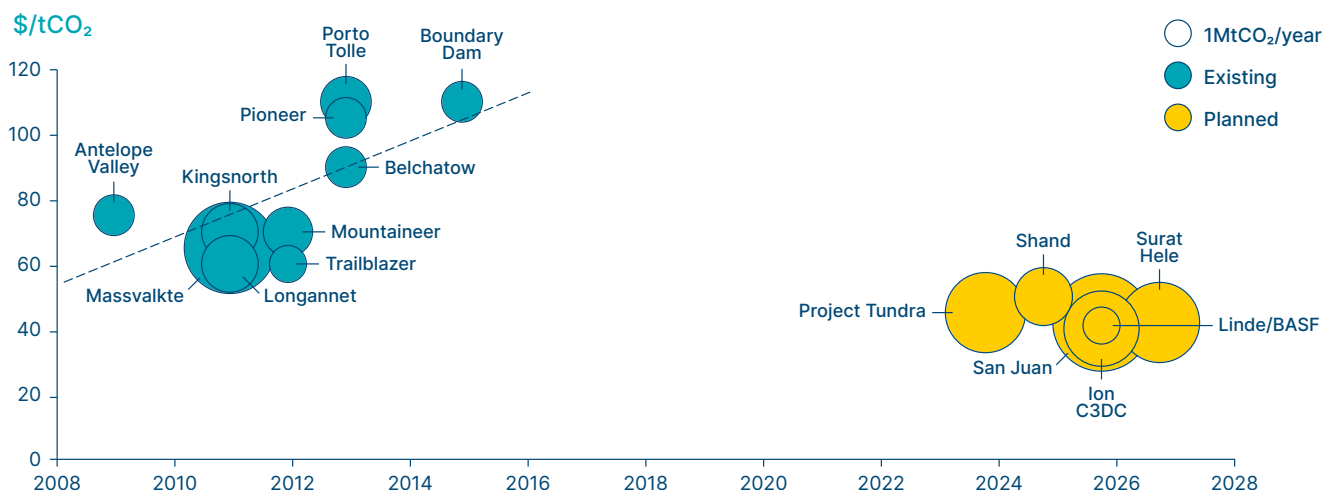 $/tCO₂
1MtCO₂/year
Existing
Planned
120
100
80
60
40
20
0
2008
2010
2012
2014
2016
2018
2020
2022
2024
2026
2028
Antelope
Valley
Kingsnorth
Porto
Tolle
Pioneer
Boundary
Dam
Belchatow
Mountaineer
Trailblazer
Massvalkte
Longannet
Project Tundra
Shand
Surat
Hele
Linde/BASF
San Juan
Ion
C3DC